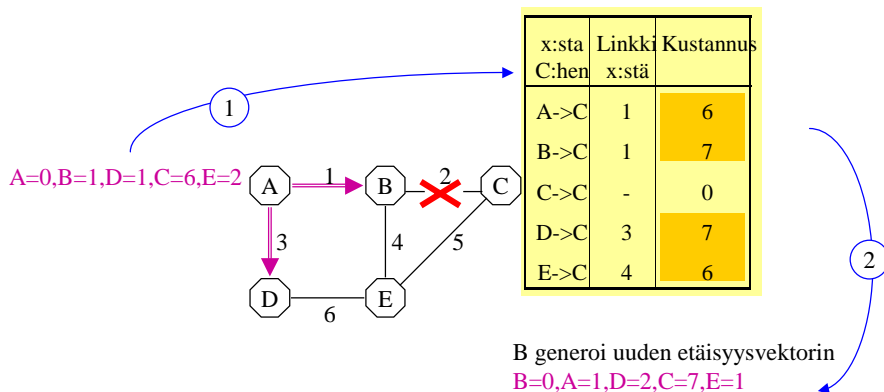 x:sta Linkki Kustannus
C:hen x:stä
A->C 1 6
B->C 1 7
C->C - 0
D->C 3 7
E->C 4 6
1
A=0,B=1,D=1,C=6,E=2
A 1 B 2 C
3 4 5
D 6 E
2
B generoi uuden etäisyysvektorin
B=0,A=1,D=2,C=7,E=1